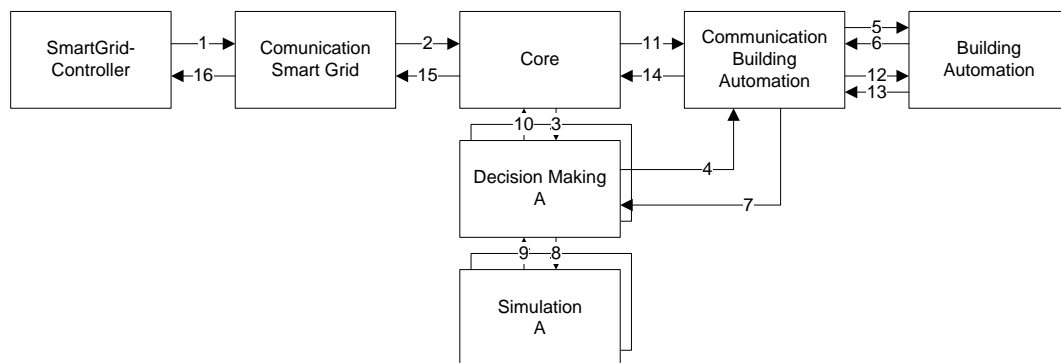 SmartGrid-
Controller
1
16
Comunication
Smart Grid
2
15
Core
11
14
Communication
Building
Automation
5
6
12
13
Building
Automation
10
3
Decision Making
A
4
7
9
8
Simulation
A